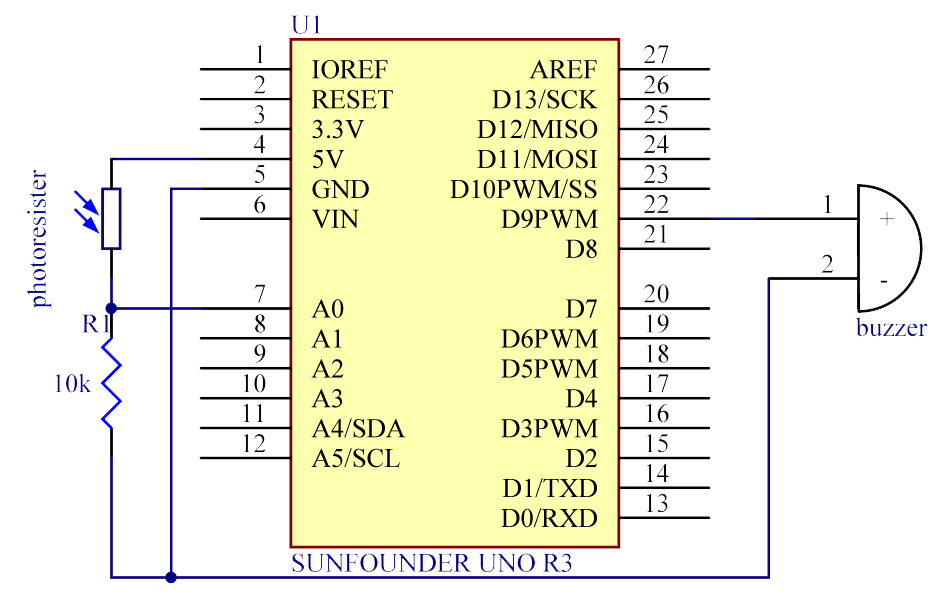 U1
1 IOREF AREF 27
2 RESET D13/SCK 26
3 3.3V D12/MISO 25
4 5V D11/MOSI 24
5 GND D10PWM/SS 23
6 VIN D9PWM 22
D8 21
7 A0 D7 20
8 A1 D6PWM 19
9 A2 D5PWM 18
10 A3 D4 17
11 A4/SDA D3PWM 16
12 A5/SCL D2 15
D1/TXD 14
D0/RXD 13
SUNFOUNDER UNO R3
photoresister
R1
10k
1 +
2 -
buzzer